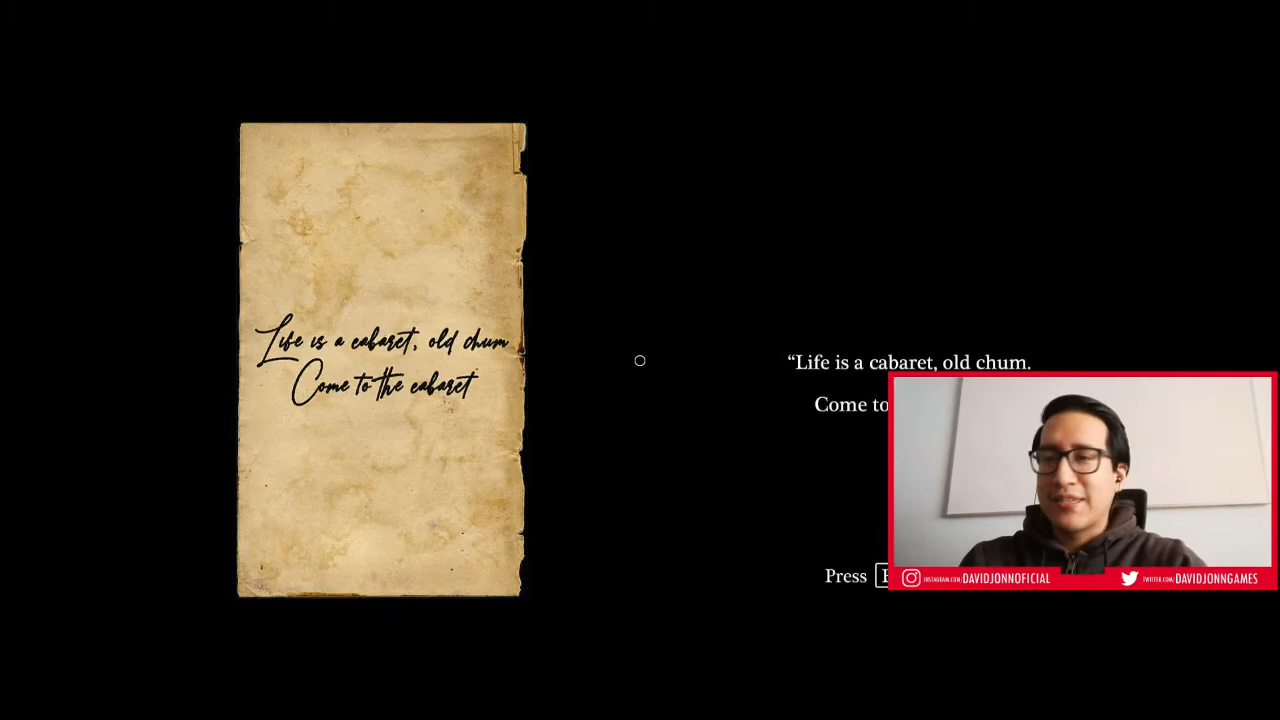 Life is a cabaret, old chum
Come to the cabaret
“Life is a cabaret, old chum.
Come to
Press
INSTAGRAM.COM/DAVIDJONNOFICIAL
TWITTER.COM/DAVIDJONNGAMES